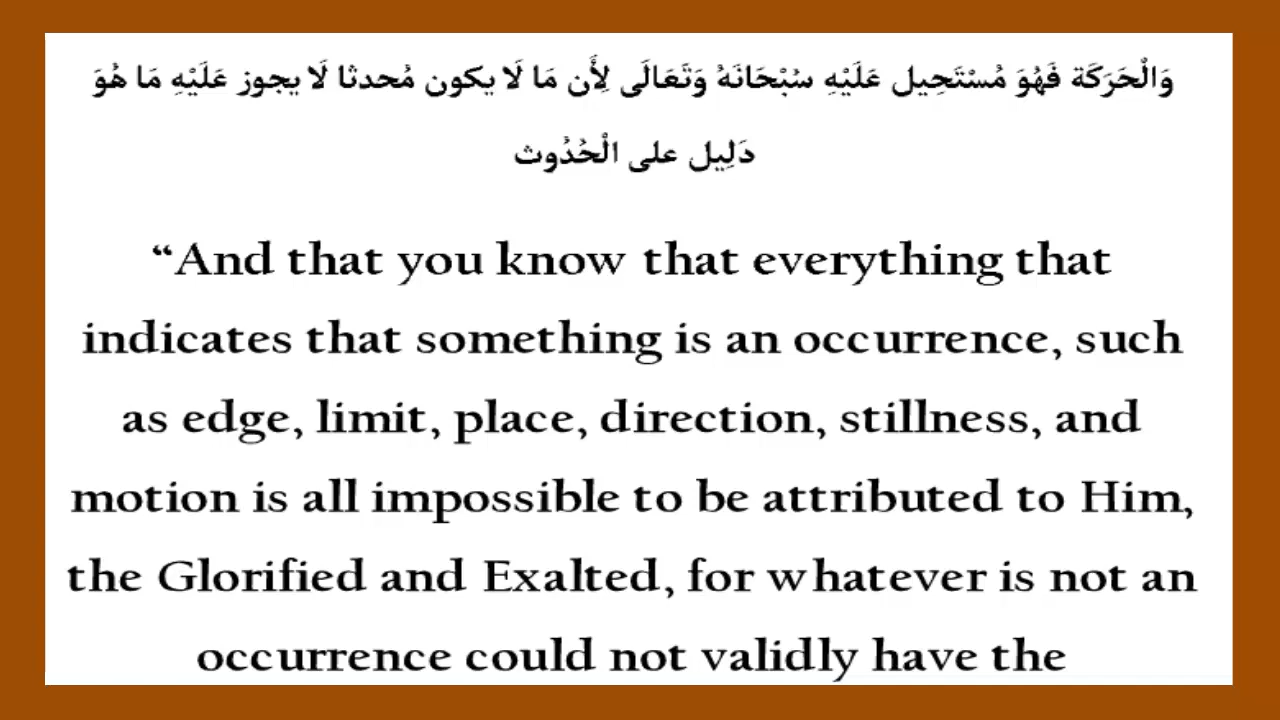 وَالْحَرَكَة فَهُوَ مُسْتَحِيل عَلَيْهِ سُبْحَانَهُ وَتَعَالَى لِأَن مَا لَا يكون مُحدثا لَا يجوز عَلَيْهِ مَا هُوَ
دَلِيل على الْحُدُوث
“And that you know that everything that
indicates that something is an occurrence, such
as edge, limit, place, direction, stillness, and
motion is all impossible to be attributed to Him,
the Glorified and Exalted, for whatever is not an
occurrence could not validly have the